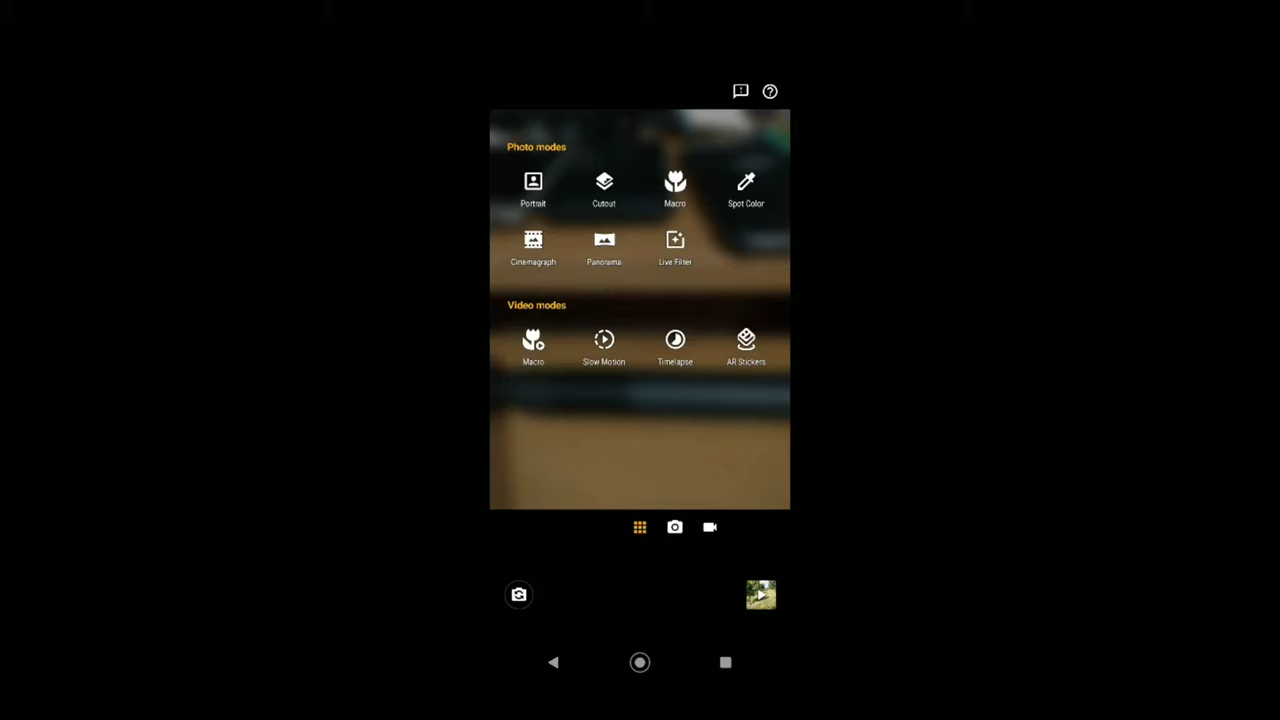 Photo modes
Portrait Cutout Macro Spot Color
Cinemagraph Panorama Live Filter
Video modes
Macro Slow Motion Timelapse AR Stickers